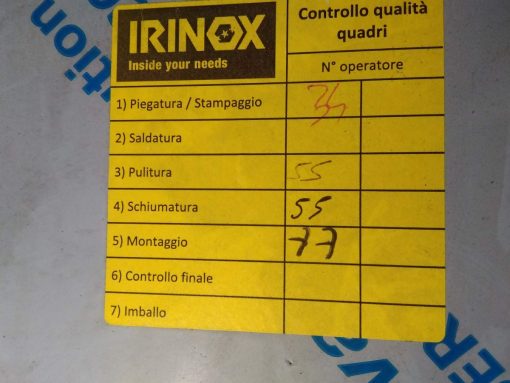 IRINOX
Inside your needs
Controllo qualità
quadri
N° operatore
1) Piegatura / Stampaggio
2) Saldatura
3) Pulitura 55
4) Schiumatura 55
5) Montaggio 77
6) Controllo finale
7) Imballo